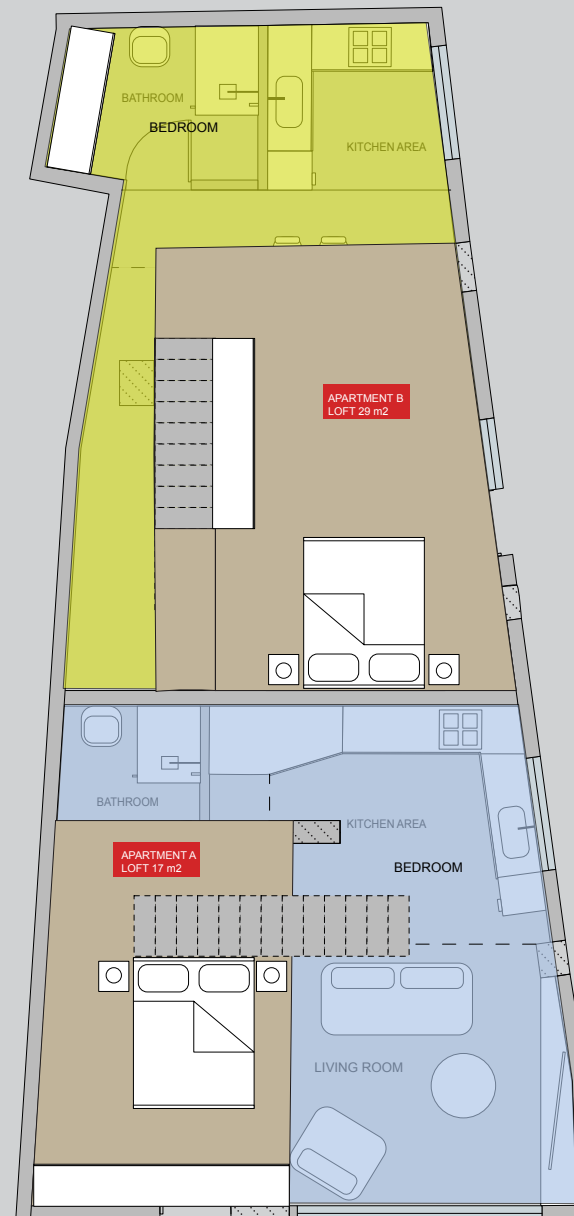 BATHROOM
BEDROOM
KITCHEN AREA
APARTMENT B
LOFT 29 m2
BATHROOM
KITCHEN AREA
APARTMENT A
LOFT 17 m2
BEDROOM
LIVING ROOM